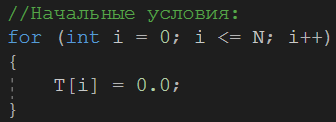 //Начальные условия:
for (int i = 0; i <= N; i++)
{
T[i] = 0.0;
}